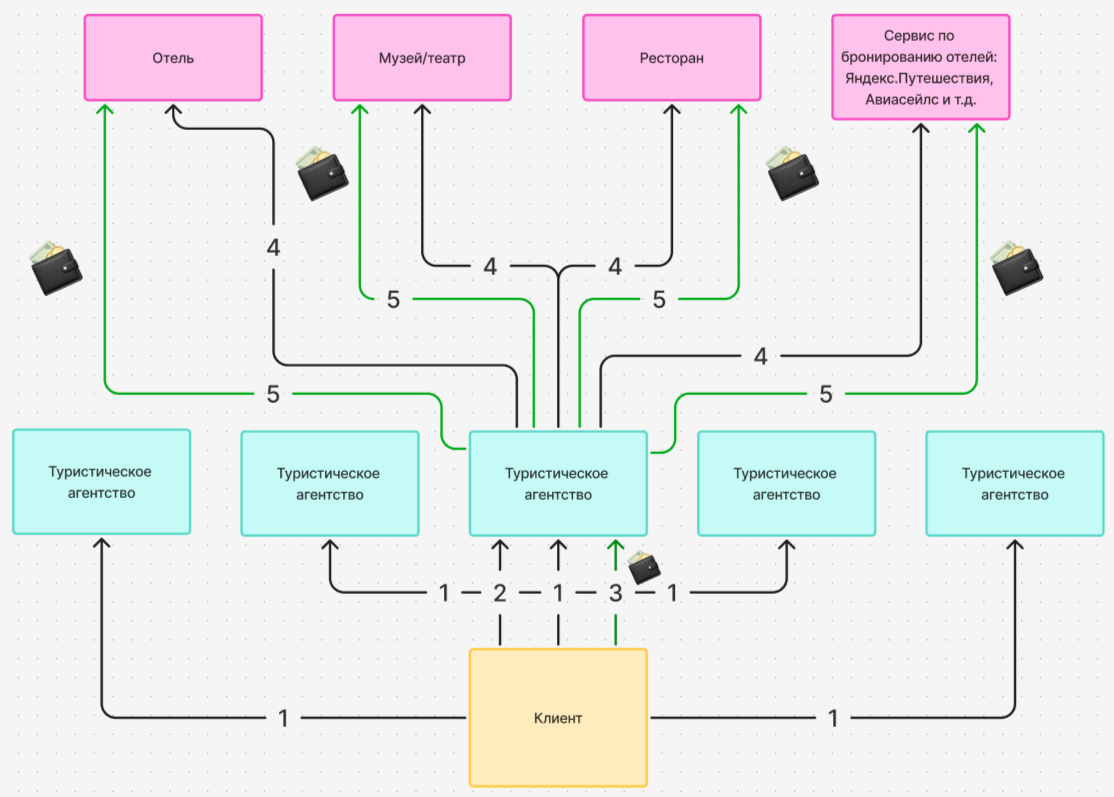 Отель
Музей/театр
Ресторан
Сервис по
бронированию отелей:
Яндекс.Путешествия,
Авиасейлс и т.д.
4
4
4
5
5
4
5
5
Туристическое
агентство
Туристическое
агентство
Туристическое
агентство
Туристическое
агентство
Туристическое
агентство
1
2
1
3
1
1
1
Клиент